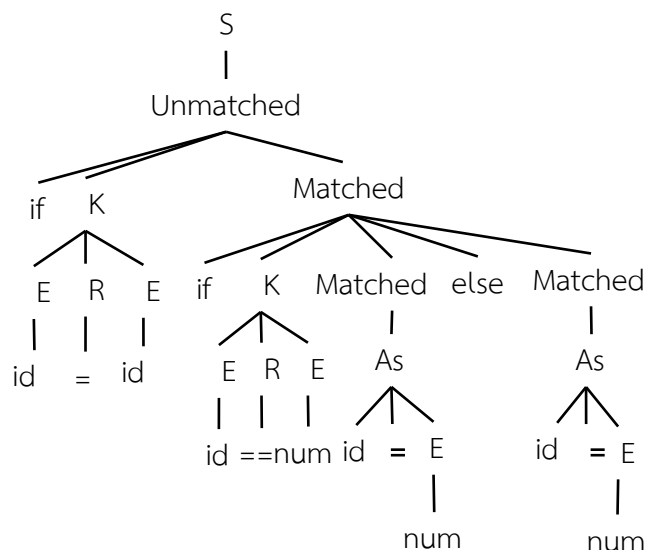 S
Unmatched
if K Matched
E R E if K Matched else Matched
id = id E R E As As
id ==num id = E id = E
num num